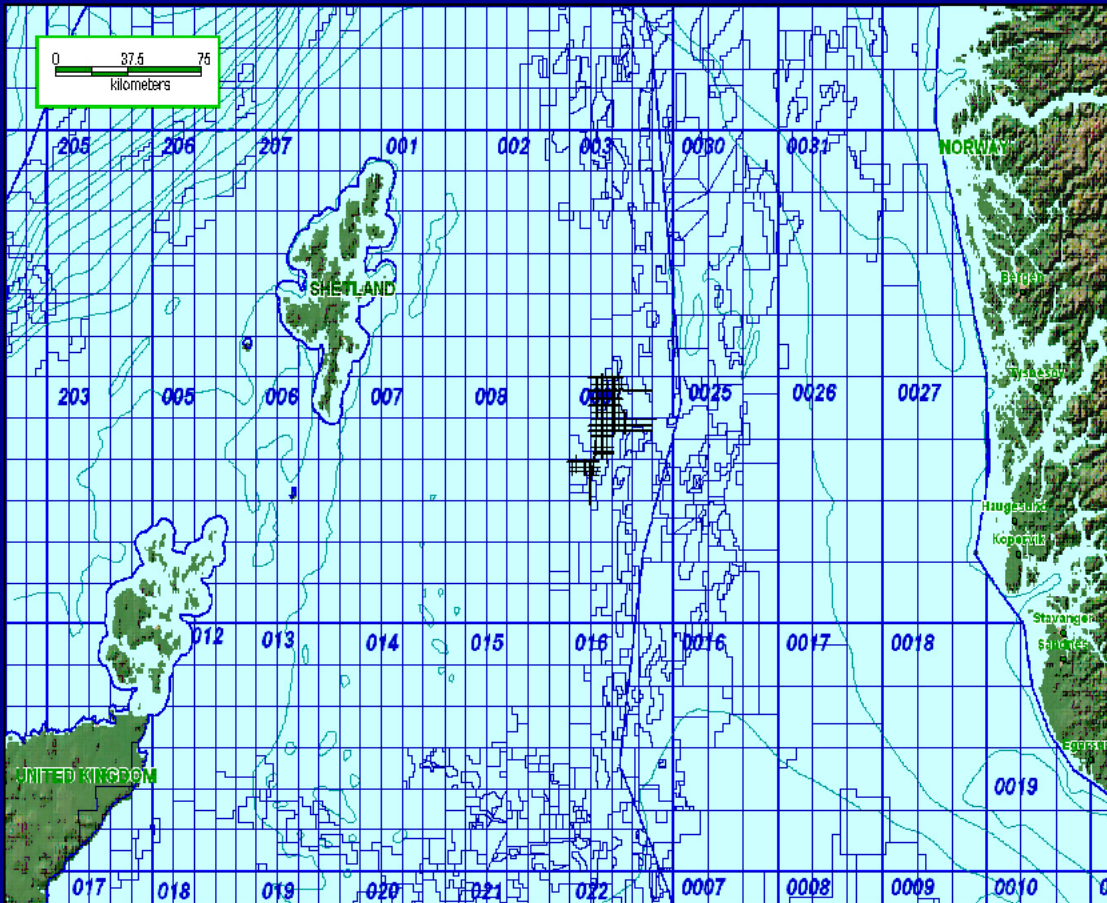 0 37.5 75
kilometers
205 206 207 001 002 003 0030 0031
NORWAY
Bergen
SHETLAND
203 005 006 007 008 0025 0026 0027
Haugesund
Kopervik
Stavanger
Sandnes
012 013 014 015 016 0016 0017 0018
UNITED KINGDOM
0019
017 018 019 020 021 022 0007 0008 0009 0010